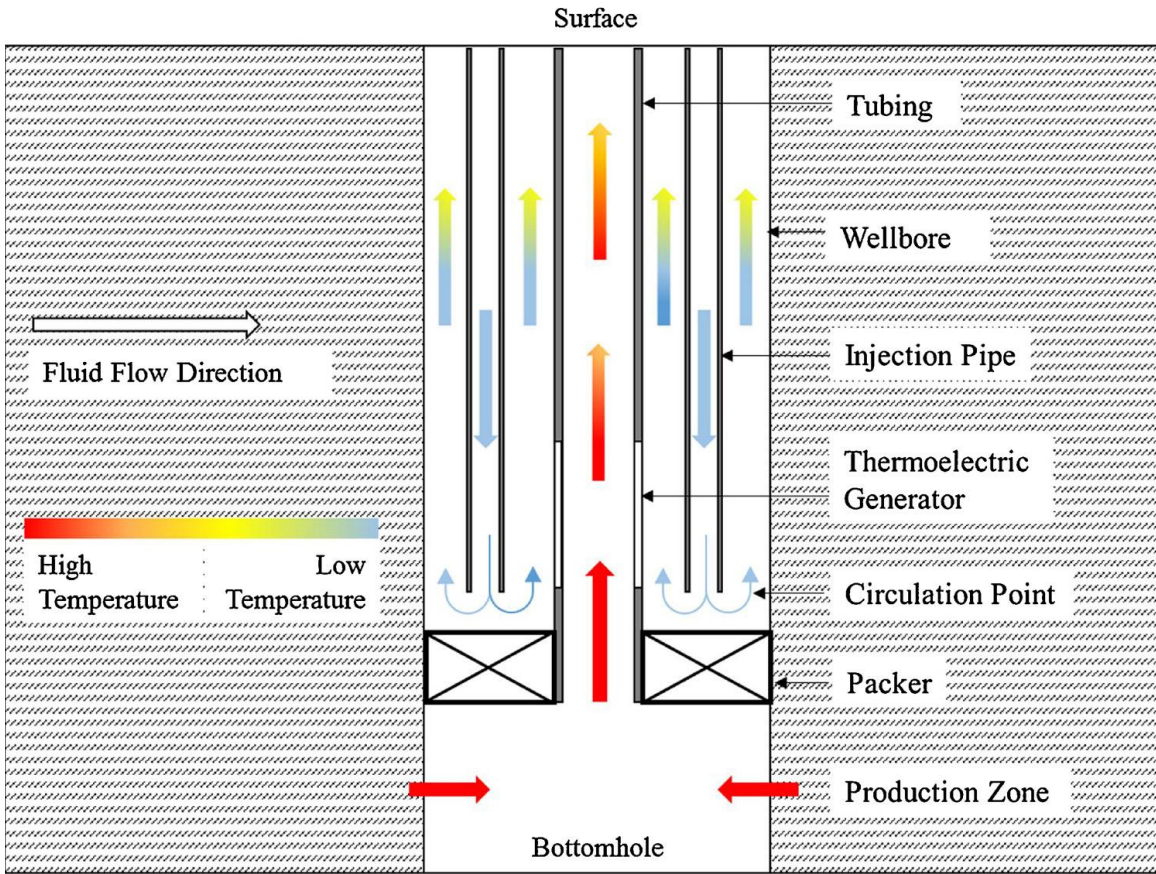 Surface
Tubing
Wellbore
Fluid Flow Direction
Injection Pipe
Thermoelectric
Generator
High
Temperature
Low
Temperature
Circulation Point
Packer
Production Zone
Bottomhole